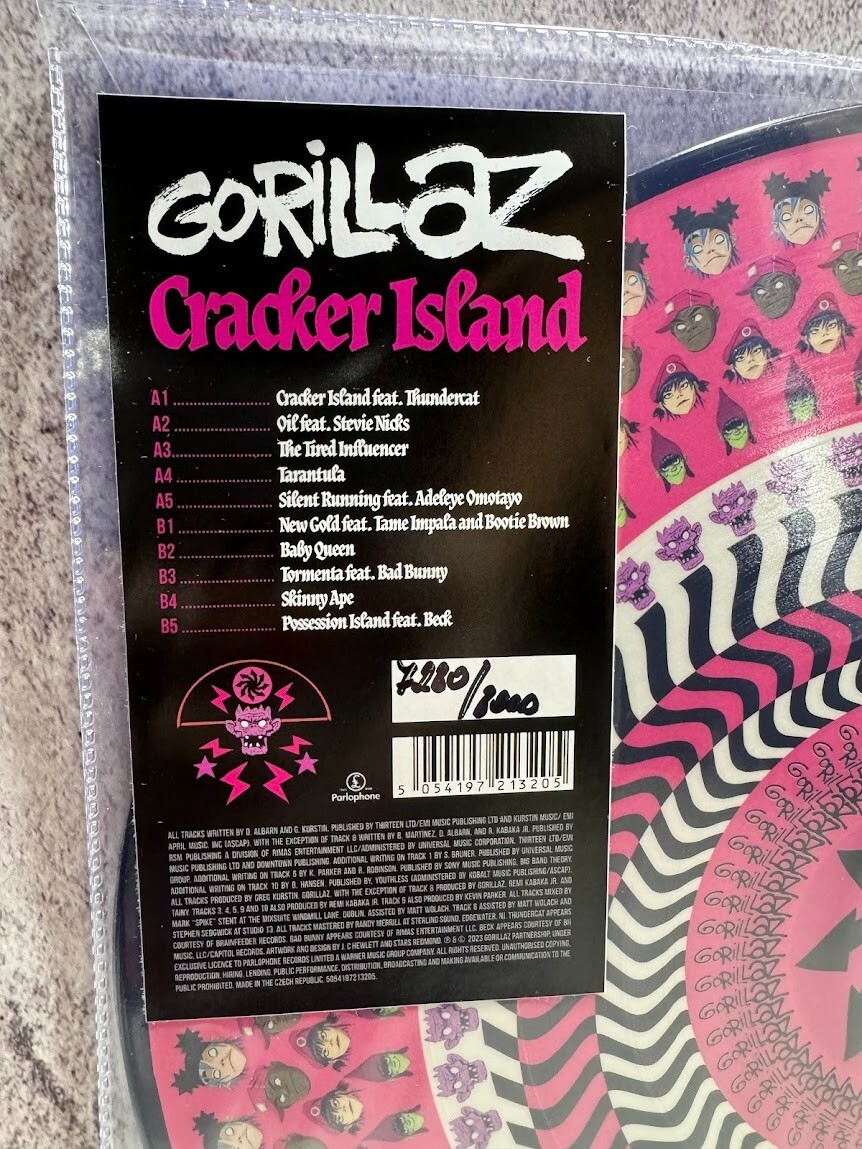 GORILLAZ
Cracker Island
A1 ........................ Cracker Island feat. Thundercat
A2 ........................ Oil feat. Stevie Nicks
A3 ........................ The Tired Influencer
A4 ........................ Tarantula
A5 ........................ Silent Running feat. Adeleye Omotayo
B1 ........................ New Gold feat. Tame Impala and Bootie Brown
B2 ........................ Baby Queen
B3 ........................ Tormenta feat. Bad Bunny
B4 ........................ Skinny Ape
B5 ........................ Possession Island feat. Beck
7280/8000
Parlophone
5 054197 213205
ALL TRACKS WRITTEN BY D. ALBARN AND G. KURSTIN. PUBLISHED BY THIRTEEN LTD/EMI MUSIC PUBLISHING LTD AND KURSTIN MUSIC/ EMI
APRIL MUSIC. INC (ASCAP). WITH THE EXCEPTION OF TRACK 8 WRITTEN BY B. MARTINEZ, D. ALBARN, AND R. KABAKA JR. PUBLISHED BY
RSM PUBLISHING A DIVISION OF RIMAS ENTERTAINMENT LLC/ADMINISTERED BY UNIVERSAL MUSIC CORPORATION. THIRTEEN LTD/EMI
MUSIC PUBLISHING LTD AND DOWNTOWN PUBLISHING. ADDITIONAL WRITING ON TRACK 1 BY S. BRUNER. PUBLISHED BY UNIVERSAL MUSIC
GROUP. ADDITIONAL WRITING ON TRACK 6 BY K. PARKER AND R. ROBINSON. PUBLISHED BY SONY MUSIC PUBLISHING. BIG BAND THEORY.
ADDITIONAL WRITING ON TRACK 10 BY B. HANSEN. PUBLISHED BY, YOUTHLESS (ADMINISTERED BY KOBALT MUSIC PUBLISHING/ASCAP).
ALL TRACKS PRODUCED BY GREG KURSTIN, GORILLAZ. WITH THE EXCEPTION OF TRACK 8 PRODUCED BY GORILLAZ, REMI KABAKA JR. AND
TAINY. TRACKS 3, 4, 5, 9 AND 10 ALSO PRODUCED BY REMI KABAKA JR. TRACK 6 ALSO PRODUCED BY KEVIN PARKER. ALL TRACKS MIXED BY
MARK "SPIKE" STENT AT THE MIXSUITE WINDMILL LANE, DUBLIN. ASSISTED BY MATT WOLACH. TRACK 8 ASSISTED BY MATT WOLACH AND
STEPHEN SEDGWICK AT STUDIO 13. ALL TRACKS MASTERED BY RANDY MERRILL AT STERLING SOUND. EDGEWATER, NJ. THUNDERCAT APPEARS
COURTESY OF BRAINFEEDER RECORDS. BAD BUNNY APPEARS COURTESY OF RIMAS ENTERTAINMENT LLC. BECK APPEARS COURTESY OF BH
MUSIC, LLC/CAPITOL RECORDS. ARTWORK AND DESIGN BY J. C HEWLETT AND STARS REDMOND. ℗ & © 2023 GORILLAZ PARTNERSHIP. UNDER
EXCLUSIVE LICENCE TO PARLOPHONE RECORDS LIMITED A WARNER MUSIC GROUP COMPANY. ALL RIGHTS RESERVED. UNAUTHORISED COPYING,
REPRODUCTION, HIRING, LENDING, PUBLIC PERFORMANCE, DISTRIBUTION, BROADCASTING AND MAKING AVAILABLE OR COMMUNICATION TO THE
PUBLIC PROHIBITED. MADE IN THE CZECH REPUBLIC. 5054197213205.
GORILLAZ
GORILLAZ
GORILLAZ
GORILLAZ
GORILLAZ
GORILLAZ
GORILLAZ
GORILLAZ